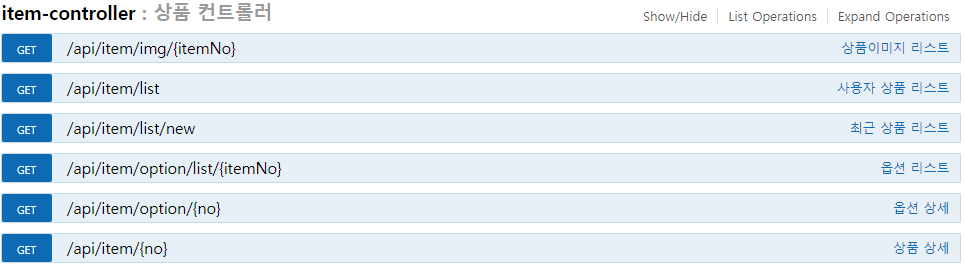 item-controller : 상품 컨트롤러
Show/Hide List Operations Expand Operations
GET /api/item/img/{itemNo} 상품이미지 리스트
GET /api/item/list 사용자 상품 리스트
GET /api/item/list/new 최근 상품 리스트
GET /api/item/option/list/{itemNo} 옵션 리스트
GET /api/item/option/{no} 옵션 상세
GET /api/item/{no} 상품 상세